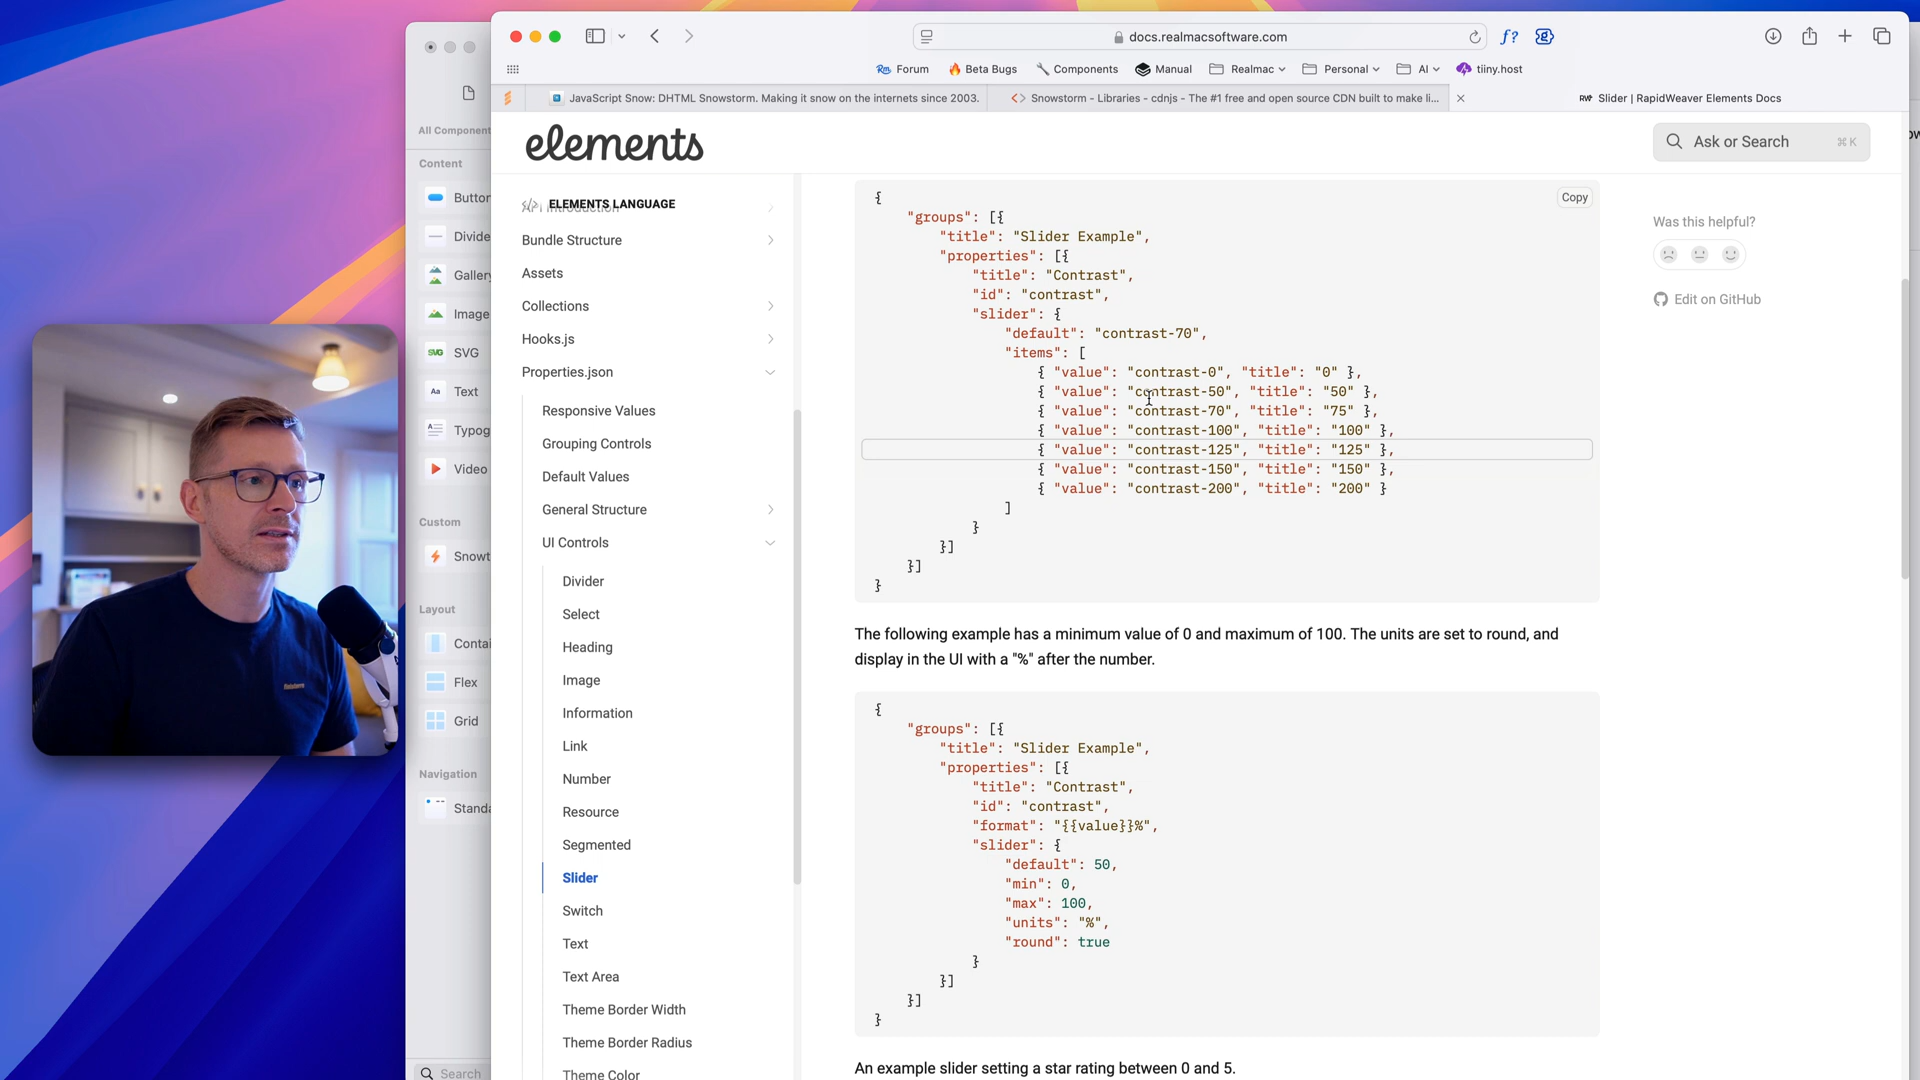 docs.realmacsoftware.com
f?
Forum
Beta Bugs
Components
Manual
Realmac
Personal
AI
tiiny.host
JavaScript Snow: DHTML Snowstorm. Making it snow on the internets since 2003.
Snowstorm - Libraries - cdnjs - The #1 free and open source CDN built to make li...
RW Slider | RapidWeaver Elements Docs
elements
Ask or Search ⌘ K
All Component
Content
Button
Divide
Gallery
Image
SVG SVG
Aa Text
Typog
Video
Custom
Snowt
Layout
Contai
Flex
Grid
Navigation
Standa
Search
ELEMENTS LANGUAGE
API Introduction
Bundle Structure
Assets
Collections
Hooks.js
Properties.json
Responsive Values
Grouping Controls
Default Values
General Structure
UI Controls
Divider
Select
Heading
Image
Information
Link
Number
Resource
Segmented
Slider
Switch
Text
Text Area
Theme Border Width
Theme Border Radius
Theme Color
Copy
{
"groups": [{
"title": "Slider Example",
"properties": [{
"title": "Contrast",
"id": "contrast",
"slider": {
"default": "contrast-70",
"items": [
{ "value": "contrast-0", "title": "0" },
{ "value": "contrast-50", "title": "50" },
{ "value": "contrast-70", "title": "75" },
{ "value": "contrast-100", "title": "100" },
{ "value": "contrast-125", "title": "125" },
{ "value": "contrast-150", "title": "150" },
{ "value": "contrast-200", "title": "200" }
]
}
}]
}]
}
The following example has a minimum value of 0 and maximum of 100. The units are set to round, and
display in the UI with a "%" after the number.
{
"groups": [{
"title": "Slider Example",
"properties": [{
"title": "Contrast",
"id": "contrast",
"format": "{{value}}%",
"slider": {
"default": 50,
"min": 0,
"max": 100,
"units": "%",
"round": true
}
}]
}]
}
An example slider setting a star rating between 0 and 5.
Was this helpful?
Edit on GitHub